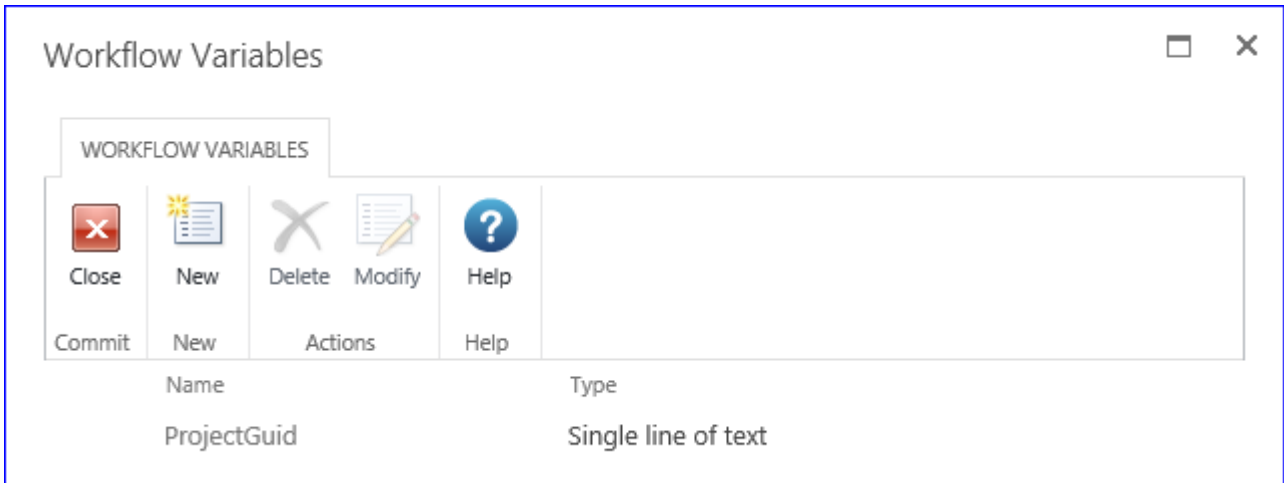 Workflow Variables
WORKFLOW VARIABLES
Close New Delete Modify Help
Commit New Actions Help
Name Type
ProjectGuid Single line of text